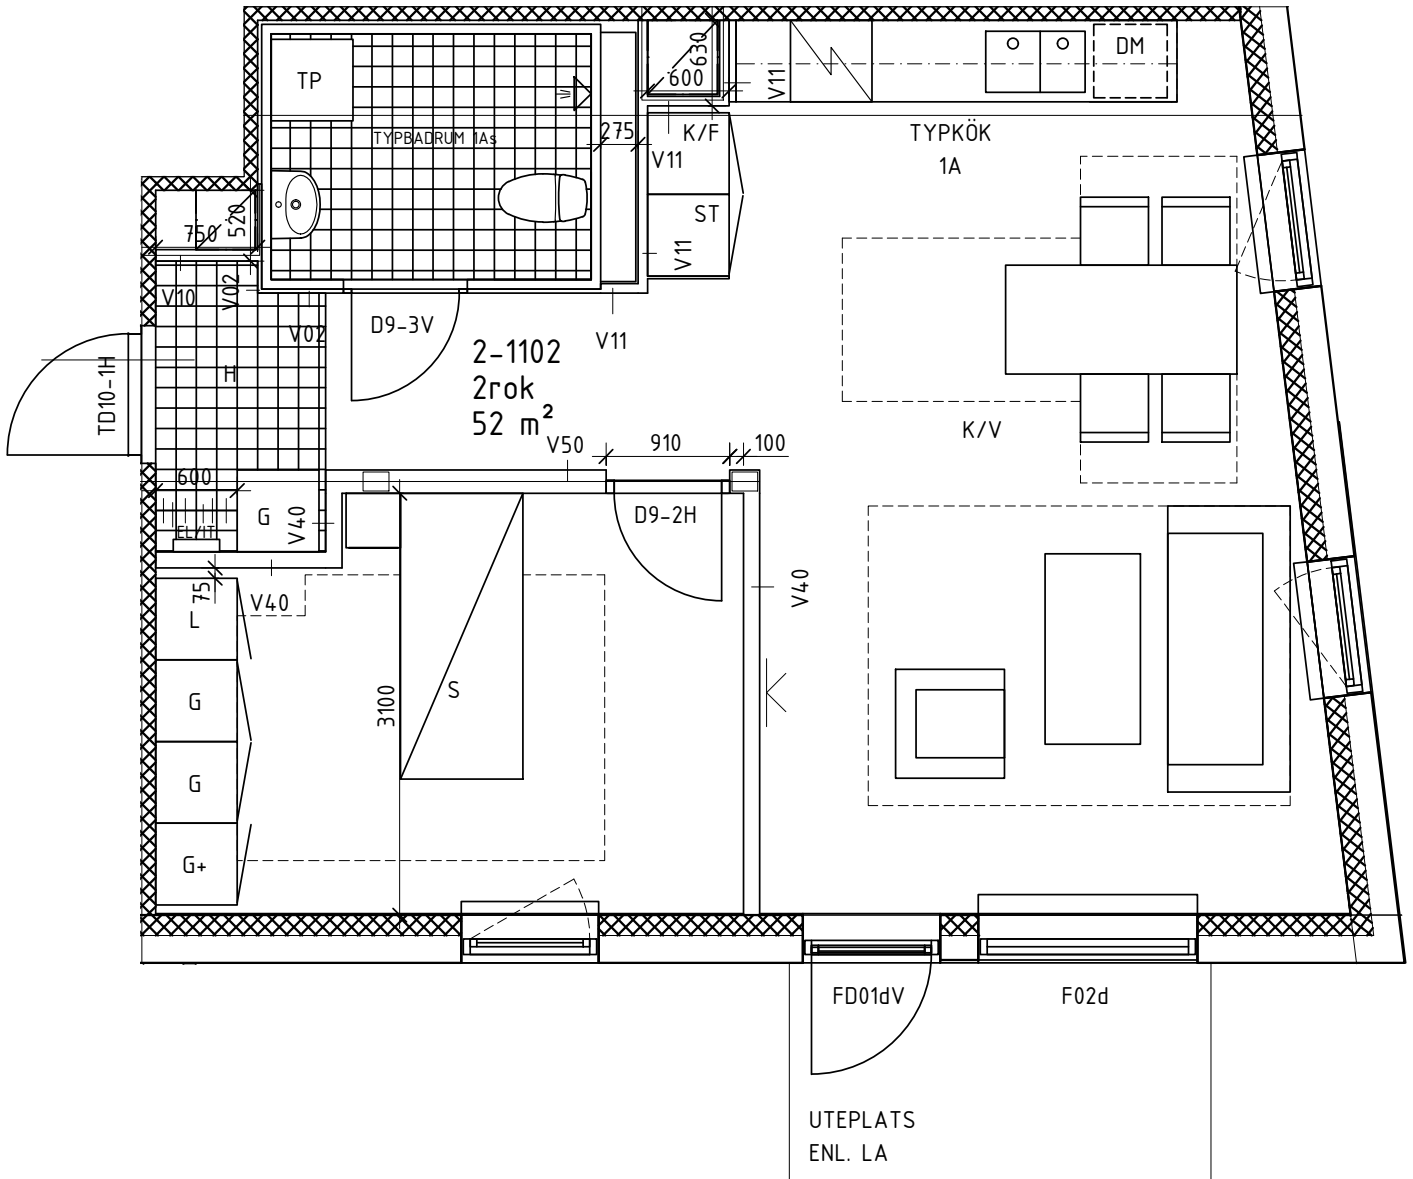 TP
TYPBADRUM 1As
275
630
600
V11
DM
K/F
V11
TYPKÖK
1A
ST
V11
520
750
V10
V02
V02
D9-3V
V11
H
TD10-1H
2-1102
2rok
52 m²
V50
910
100
K/V
600
G
V40
EL/IT
D9-2H
75
V40
V40
L
G
G
G+
3100
S
FD01dV
F02d
UTEPLATS
ENL. LA